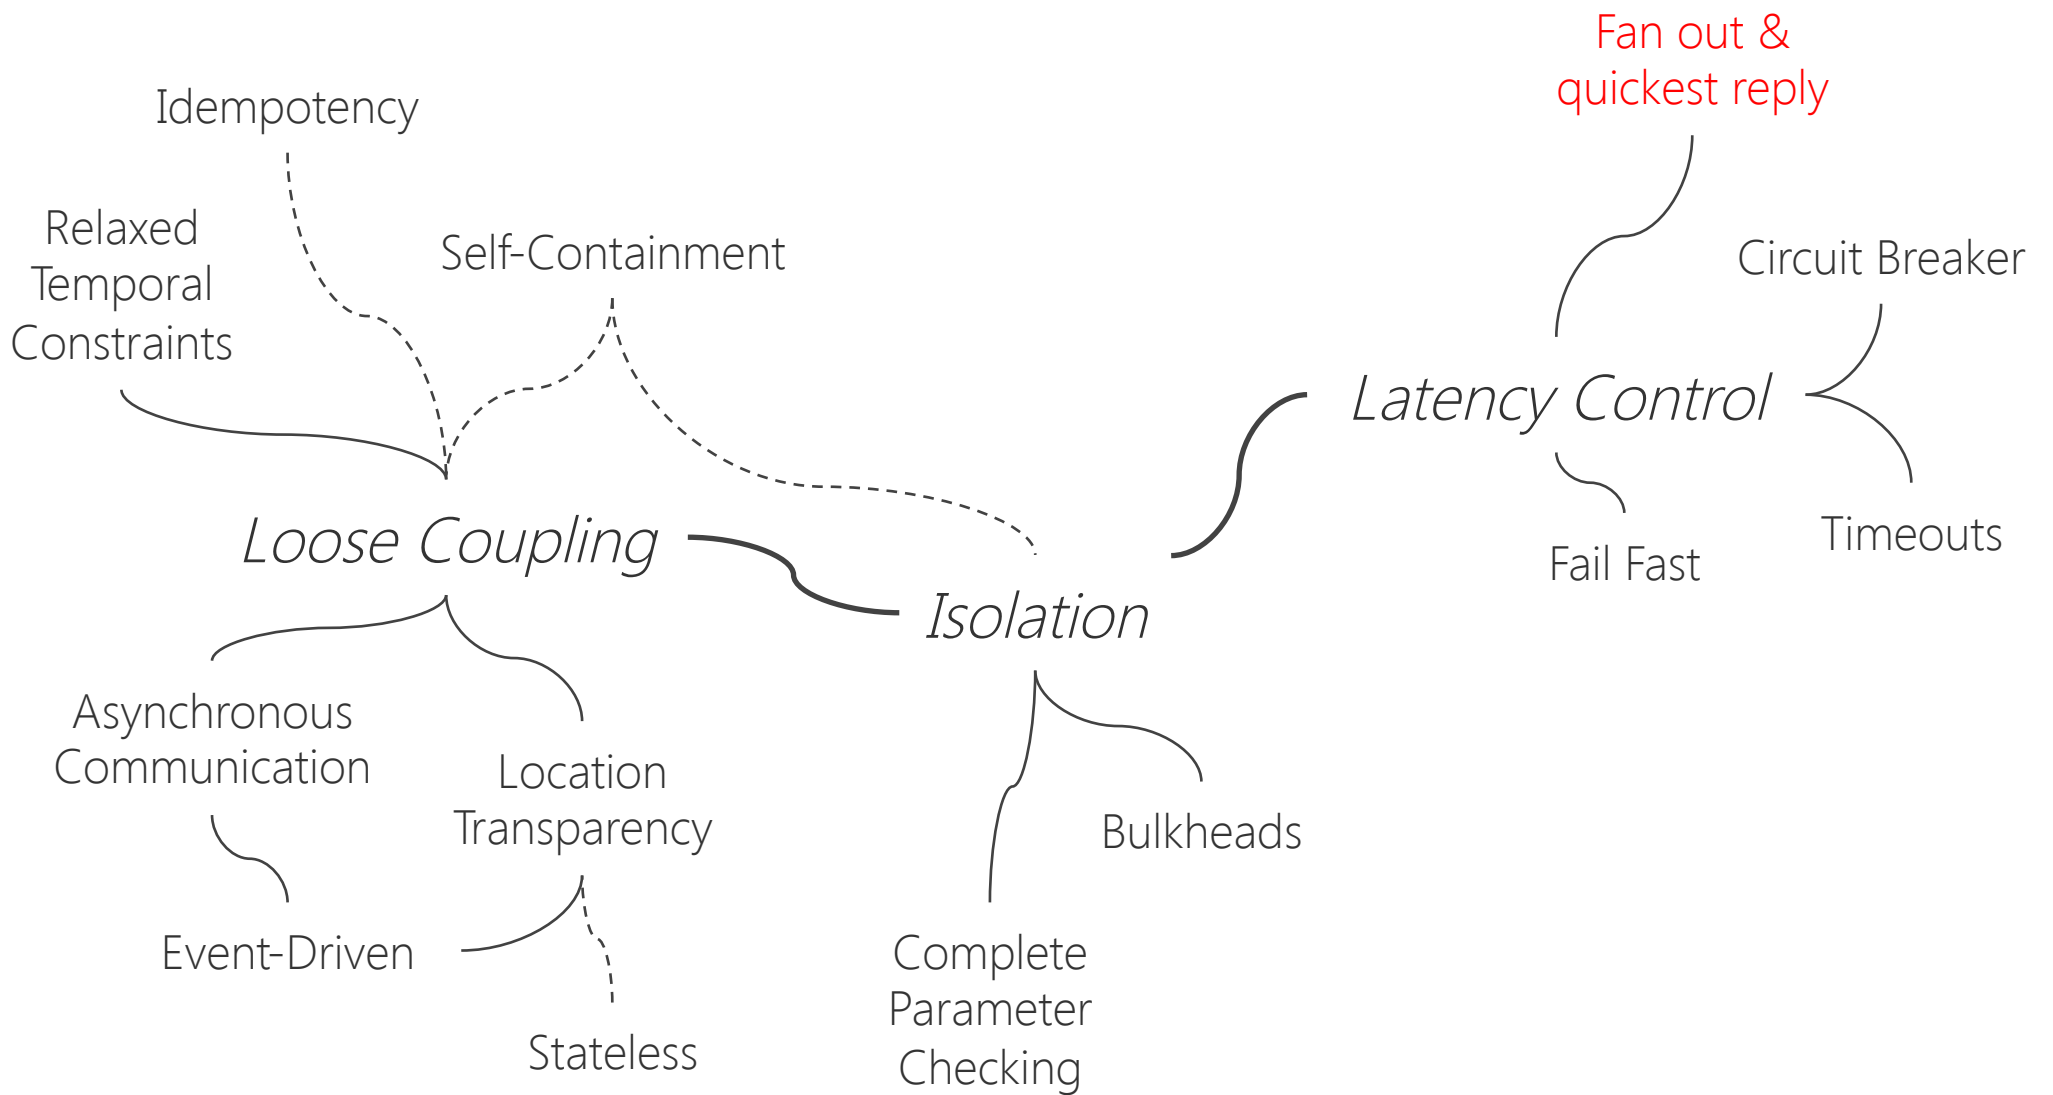 Fan out &
quickest reply
Idempotency
Relaxed
Temporal
Constraints
Self-Containment
Circuit Breaker
Latency Control
Loose Coupling
Timeouts
Fail Fast
Isolation
Asynchronous
Communication
Location
Transparency
Bulkheads
Event-Driven
Complete
Parameter
Checking
Stateless